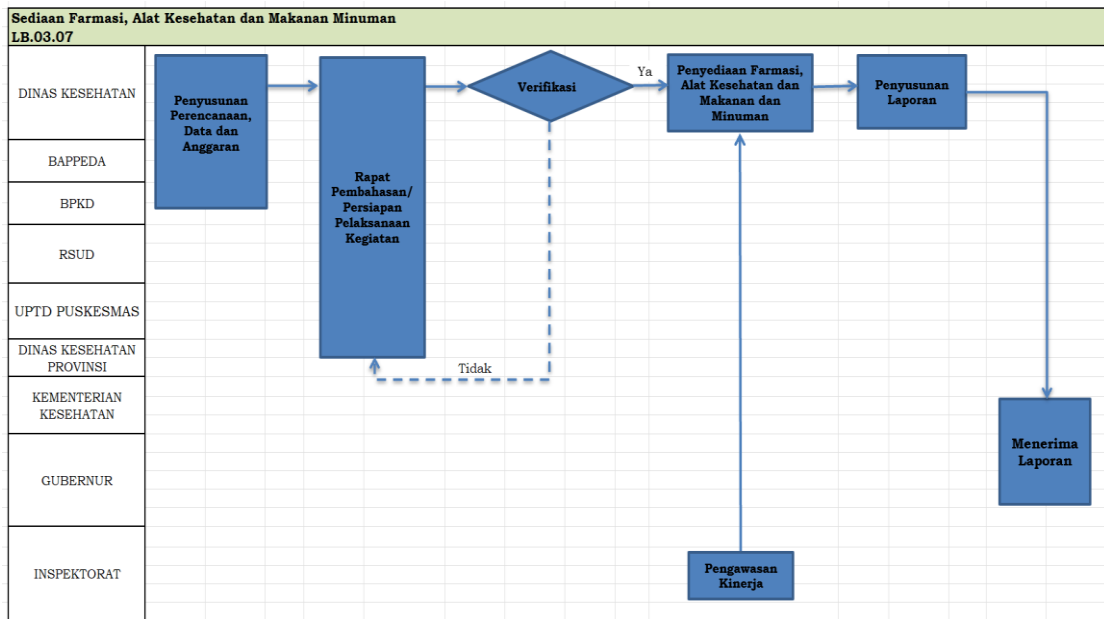 Sediaan Farmasi, Alat Kesehatan dan Makanan Minuman
LB.03.07
DINAS KESEHATAN
BAPPEDA
BPKD
RSUD
UPTD PUSKESMAS
DINAS KESEHATAN
PROVINSI
KEMENTERIAN
KESEHATAN
GUBERNUR
INSPEKTORAT
Penyusunan
Perencanaan,
Data dan
Anggaran
Rapat
Pembahasan/
Persiapan
Pelaksanaan
Kegiatan
Verifikasi
Ya
Tidak
Penyediaan Farmasi,
Alat Kesehatan dan
Makanan dan
Minuman
Penyusunan
Laporan
Menerima
Laporan
Pengawasan
Kinerja